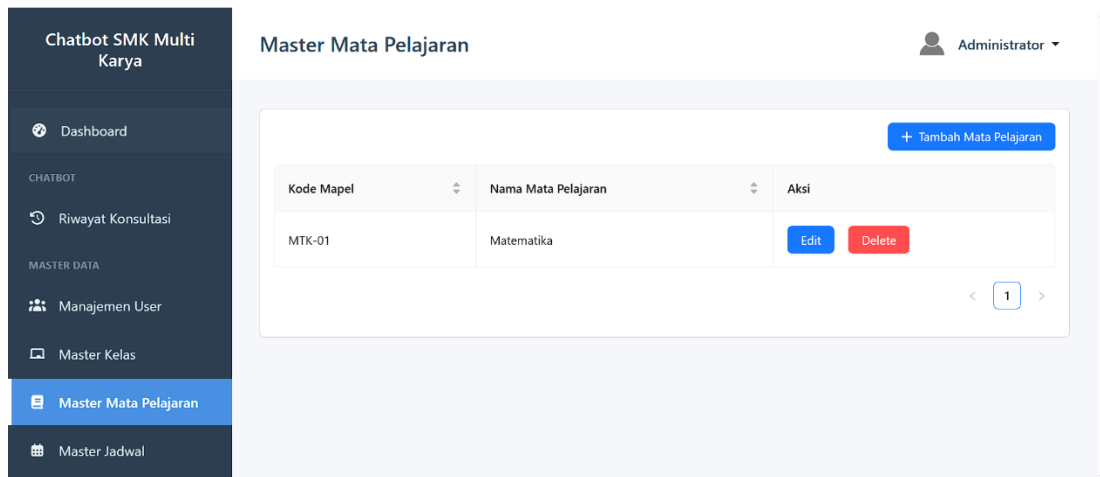 Chatbot SMK Multi
Karya
Master Mata Pelajaran
Administrator
Dashboard
CHATBOT
Riwayat Konsultasi
MASTER DATA
Manajemen User
Master Kelas
Master Mata Pelajaran
Master Jadwal
+ Tambah Mata Pelajaran
Kode Mapel Nama Mata Pelajaran Aksi
MTK-01 Matematika Edit Delete
< 1 >